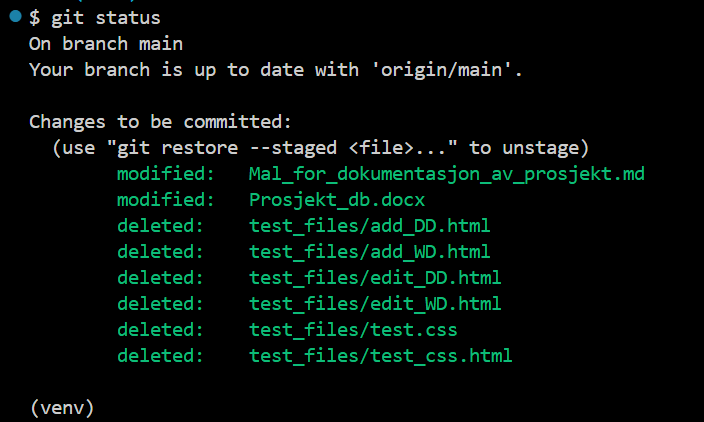 $ git status
On branch main
Your branch is up to date with 'origin/main'.
Changes to be committed:
  (use "git restore --staged <file>..." to unstage)
        modified:   Mal_for_dokumentasjon_av_prosjekt.md
        modified:   Prosjekt_db.docx
        deleted:    test_files/add_DD.html
        deleted:    test_files/add_WD.html
        deleted:    test_files/edit_DD.html
        deleted:    test_files/edit_WD.html
        deleted:    test_files/test.css
        deleted:    test_files/test_css.html
(venv)